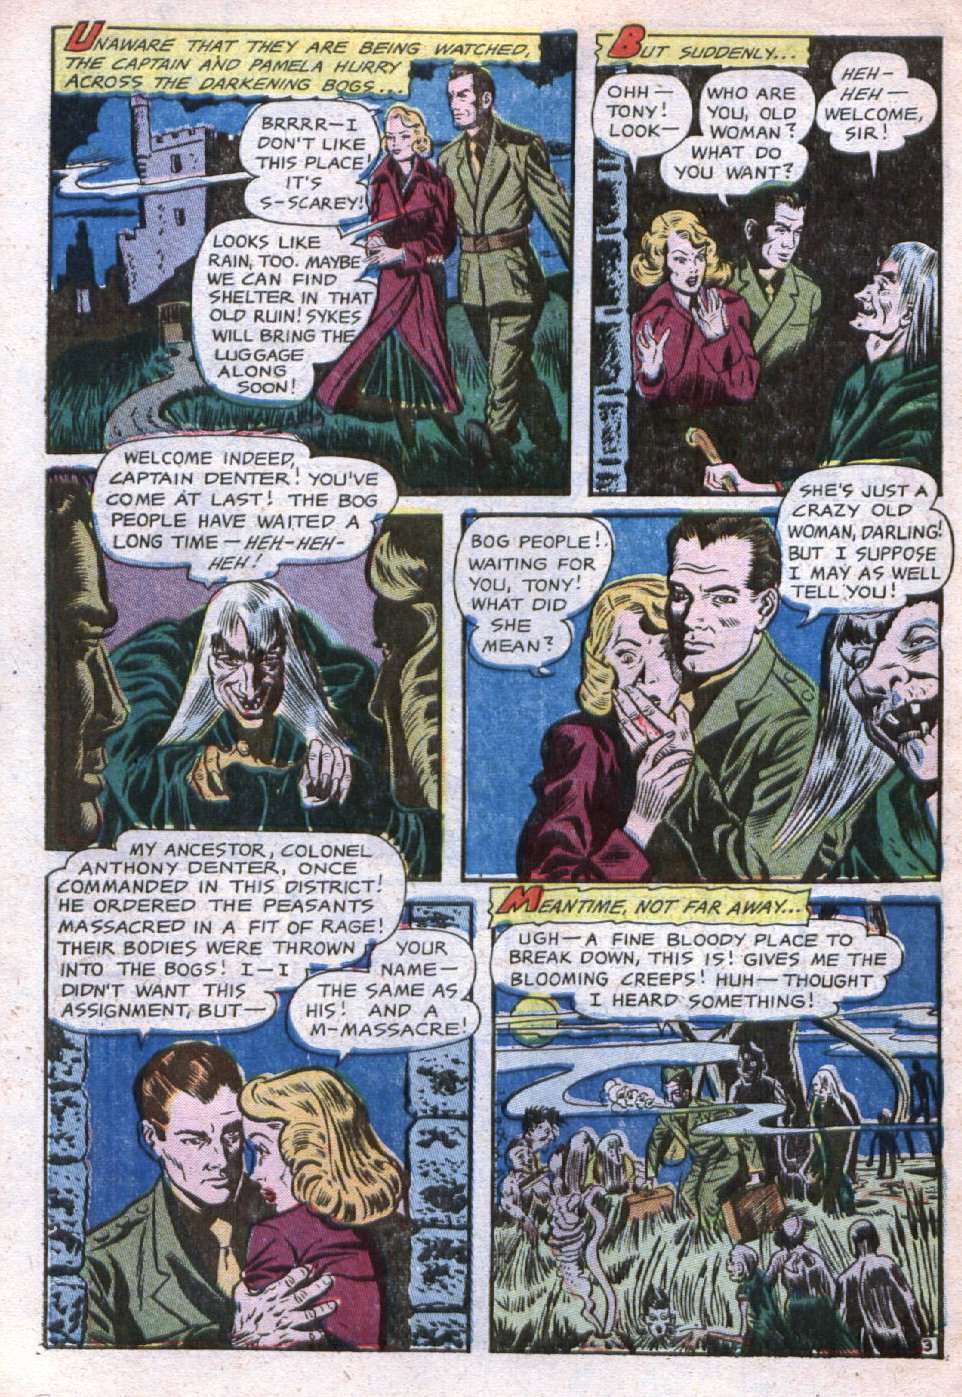 UNAWARE THAT THEY ARE BEING WATCHED,
THE CAPTAIN AND PAMELA HURRY
ACROSS THE DARKENING BOGS...
BRRRR—I
DON'T LIKE
THIS PLACE!
IT'S
S-SCAREY!
LOOKS LIKE
RAIN, TOO. MAYBE
WE CAN FIND
SHELTER IN THAT
OLD RUIN! SYKES
WILL BRING THE
LUGGAGE
ALONG
SOON!
BUT SUDDENLY...
OHH—
TONY!
LOOK—
WHO ARE
YOU, OLD
WOMAN?
WHAT DO
YOU WANT?
HEH—
HEH—
WELCOME,
SIR!
WELCOME INDEED,
CAPTAIN DENTER! YOU'VE
COME AT LAST! THE BOG
PEOPLE HAVE WAITED A
LONG TIME—HEH-HEH-
HEH!
BOG PEOPLE!
WAITING FOR
YOU, TONY!
WHAT DID
SHE
MEAN?
SHE'S JUST A
CRAZY OLD
WOMAN, DARLING!
BUT I SUPPOSE
I MAY AS WELL
TELL YOU!
MY ANCESTOR, COLONEL
ANTHONY DENTER, ONCE
COMMANDED IN THIS DISTRICT!
HE ORDERED THE PEASANTS
MASSACRED IN A FIT OF RAGE!
THEIR BODIES WERE THROWN
INTO THE BOGS! I—I
DIDN'T WANT THIS
ASSIGNMENT, BUT—
YOUR
NAME—
THE SAME AS
HIS! AND A
M-MASSACRE!
MEANTIME, NOT FAR AWAY...
UGH—A FINE BLOODY PLACE TO
BREAK DOWN, THIS IS! GIVES ME THE
BLOOMING CREEPS! HUH—THOUGHT
I HEARD SOMETHING!
3